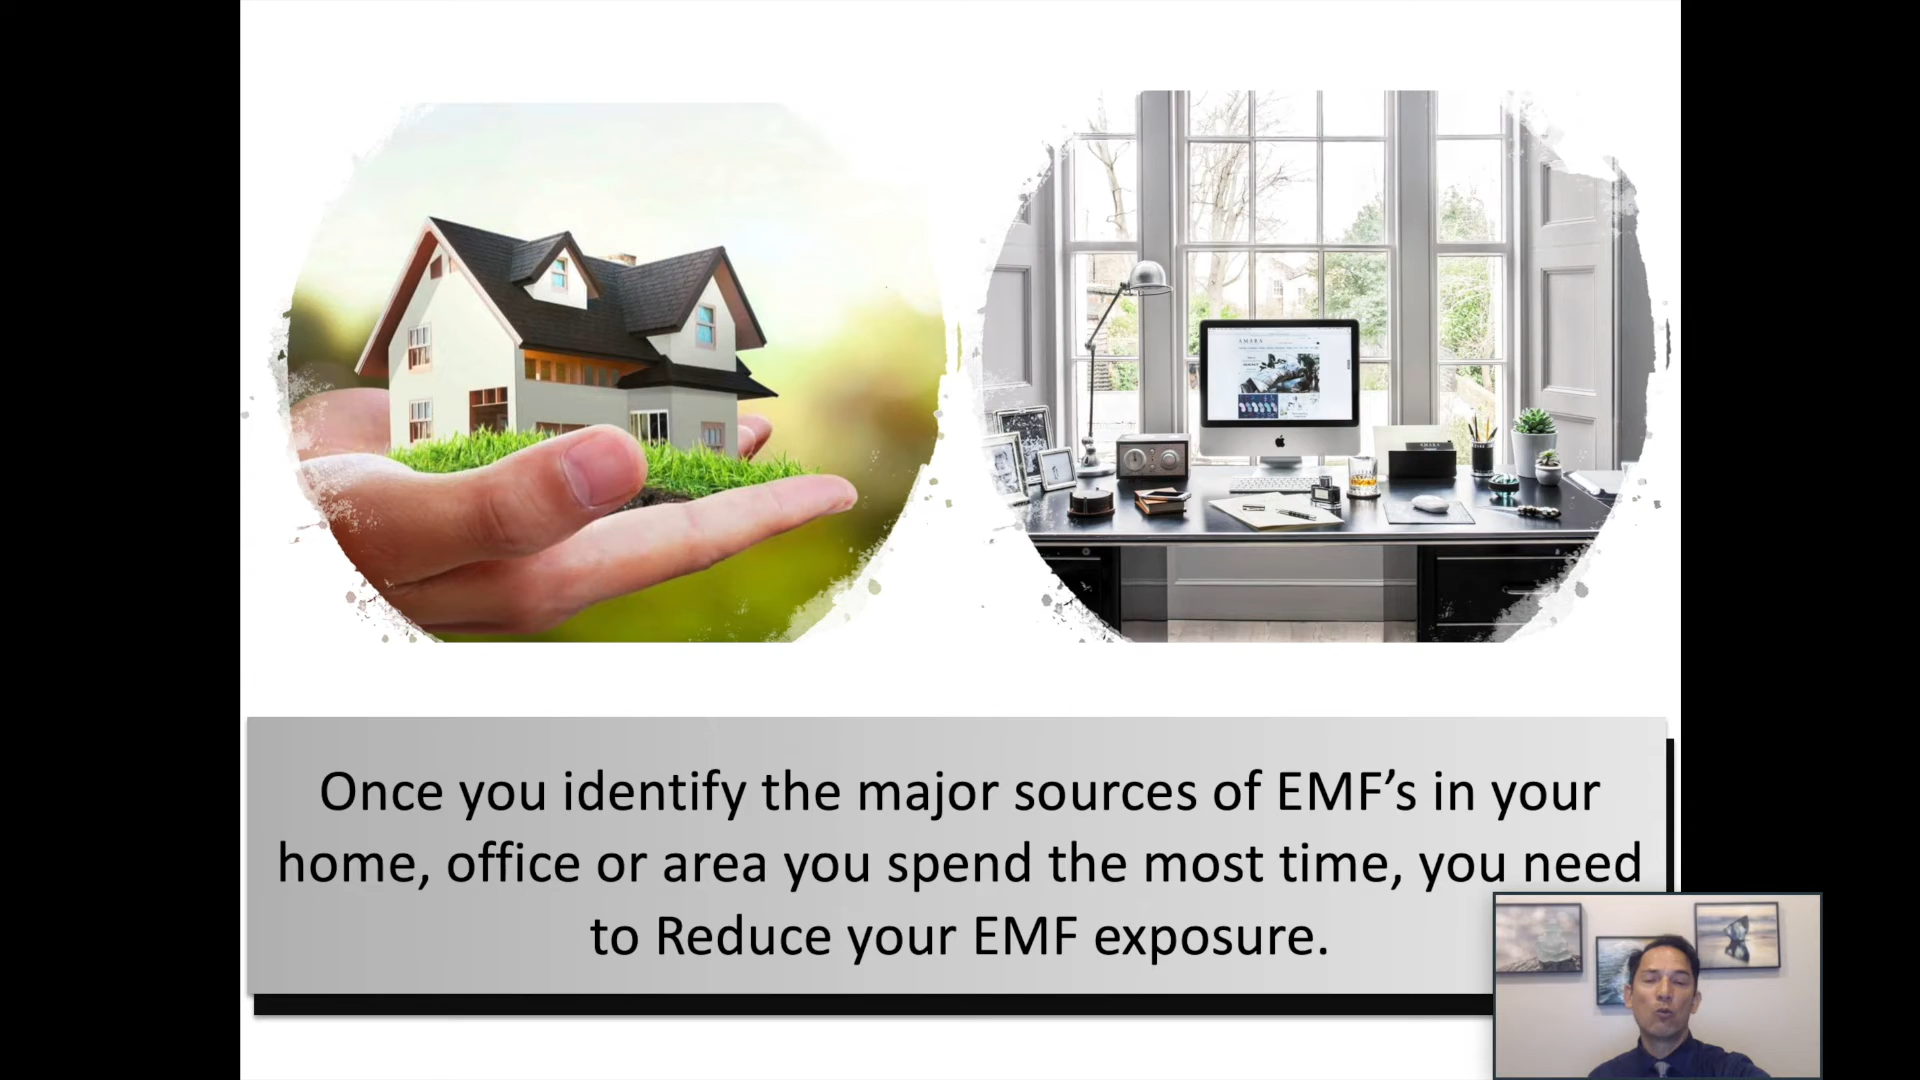 AMARA
Once you identify the major sources of EMF’s in your
home, office or area you spend the most time, you need
to Reduce your EMF exposure.